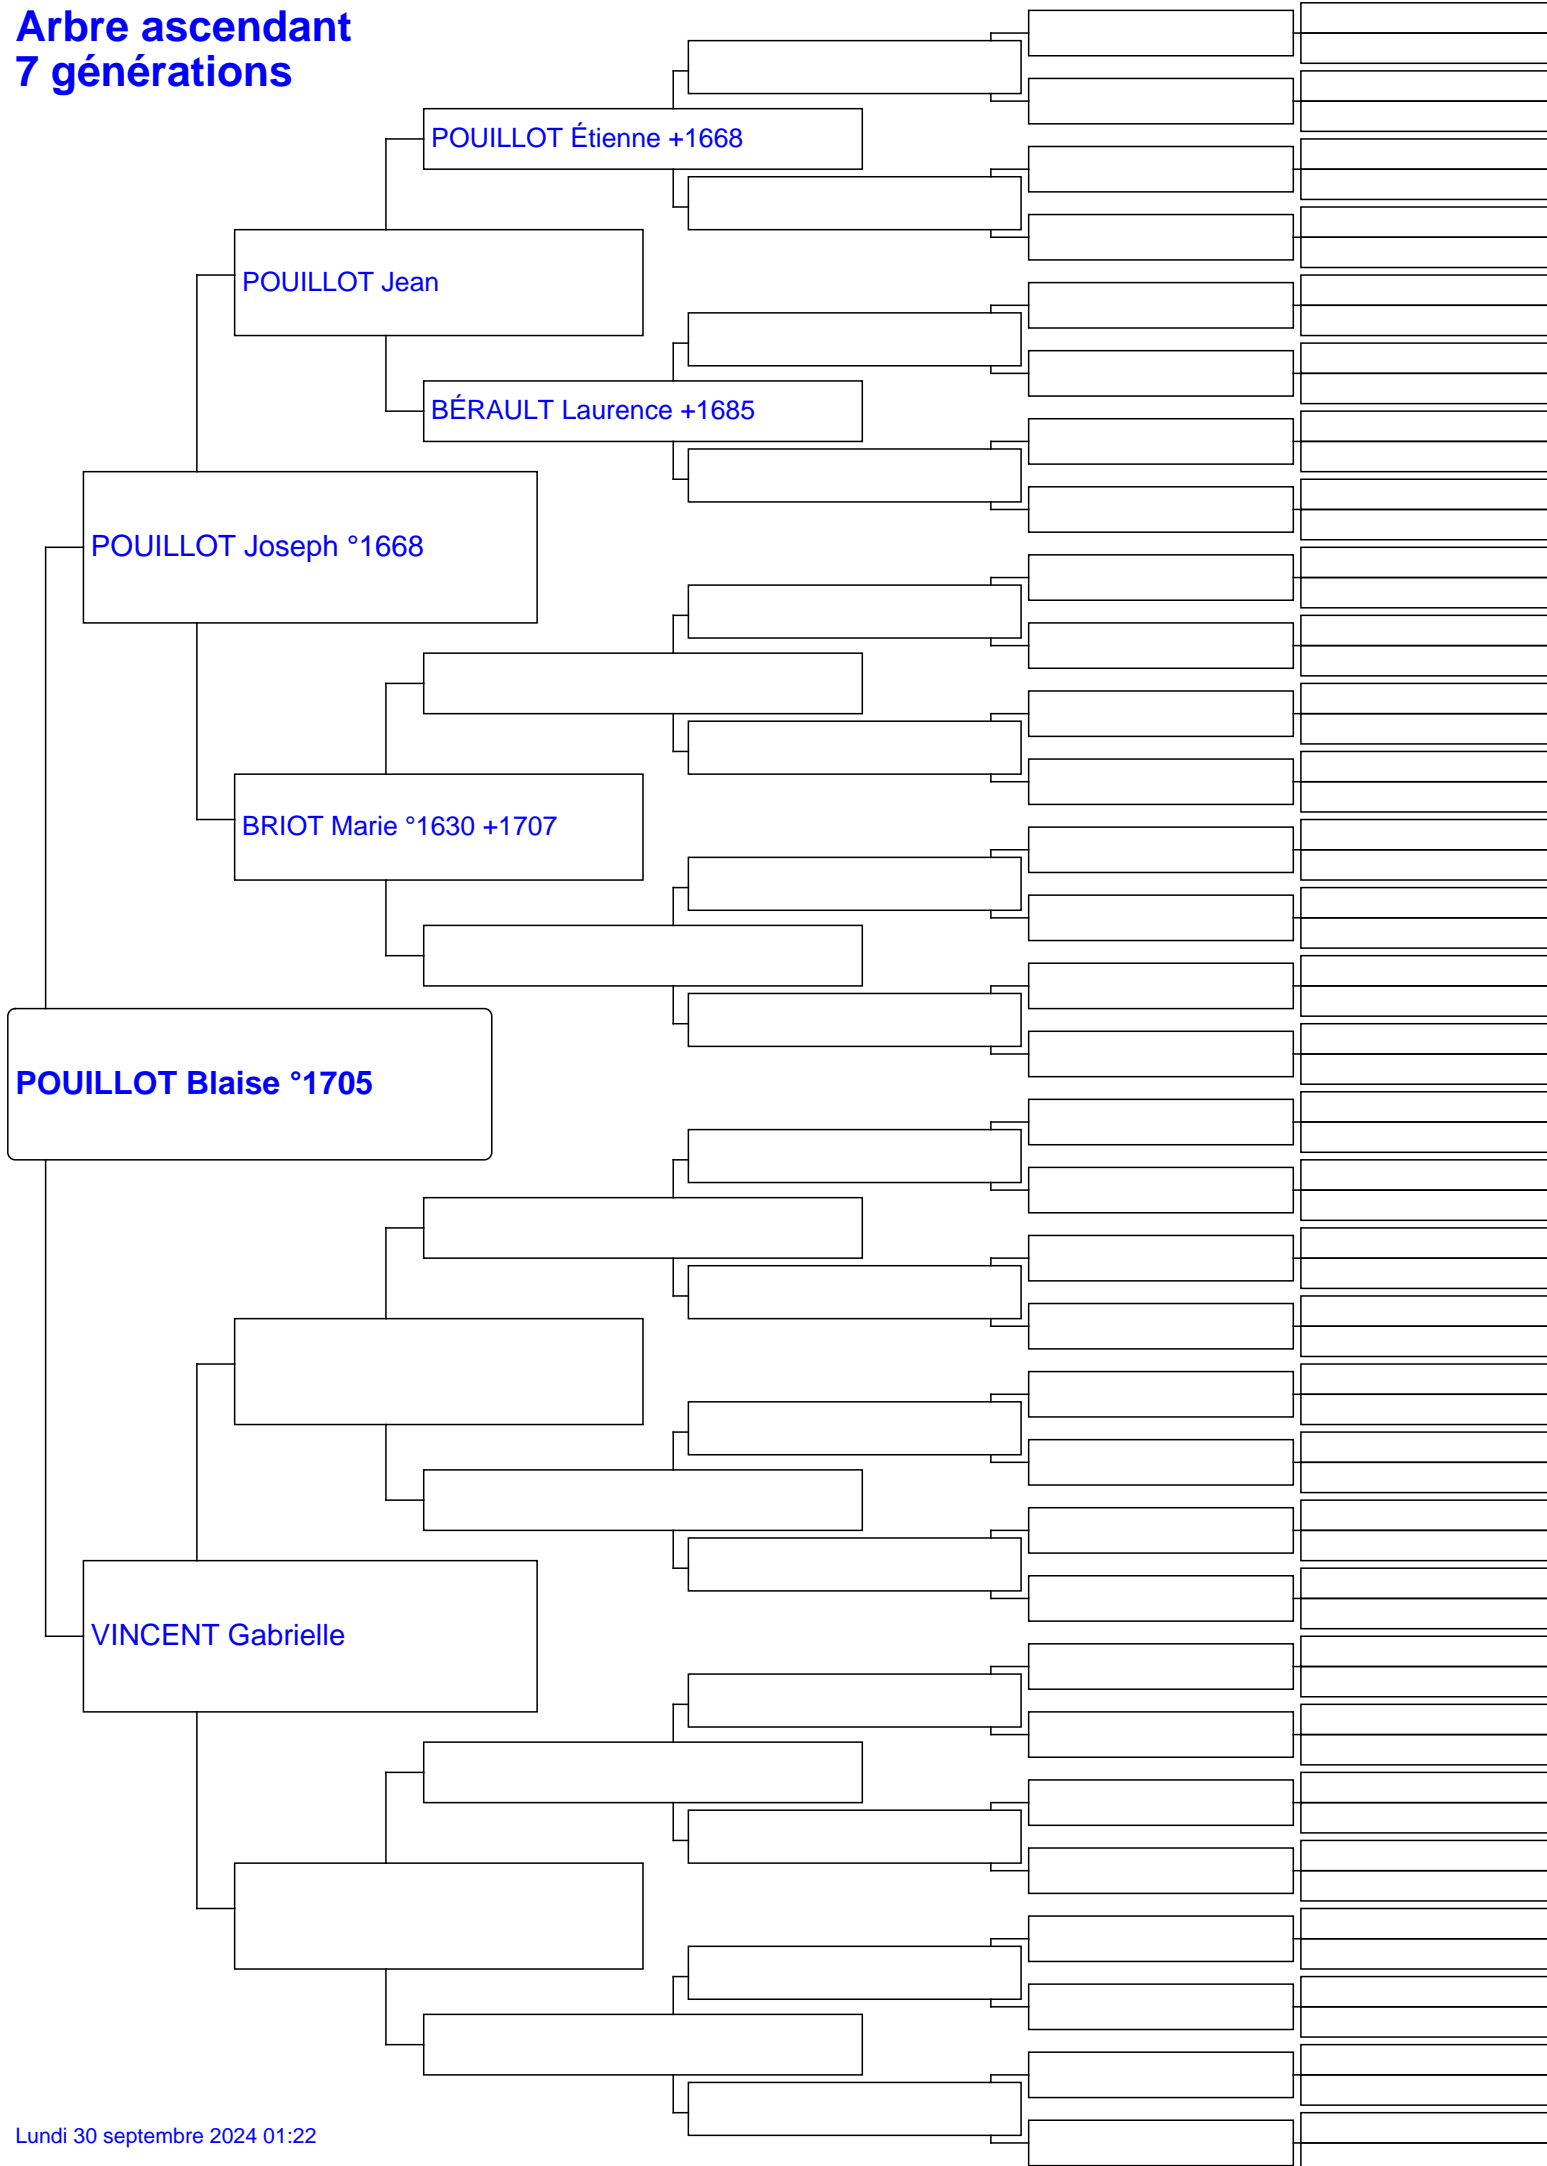 Arbre ascendant
7 générations
POUILLOT Étienne +1668
POUILLOT Jean
BÉRAULT Laurence +1685
POUILLOT Joseph °1668
BRIOT Marie °1630 +1707
POUILLOT Blaise °1705
VINCENT Gabrielle
Lundi 30 septembre 2024 01:22